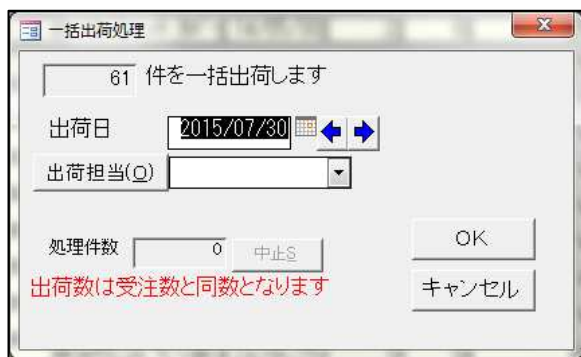 一括出荷処理
61 件を一括出荷します
出荷日 2015/07/30
出荷担当(O)
処理件数 0 中止S
出荷数は受注数と同数となります
OK
キャンセル